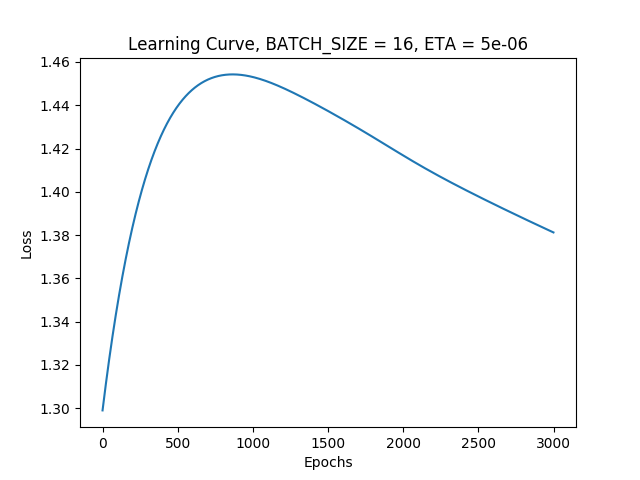 Learning Curve, BATCH_SIZE = 16, ETA = 5e-06
1.46
1.44
1.42
1.40
1.38
1.36
1.34
1.32
1.30
Loss
0 500 1000 1500 2000 2500 3000
Epochs